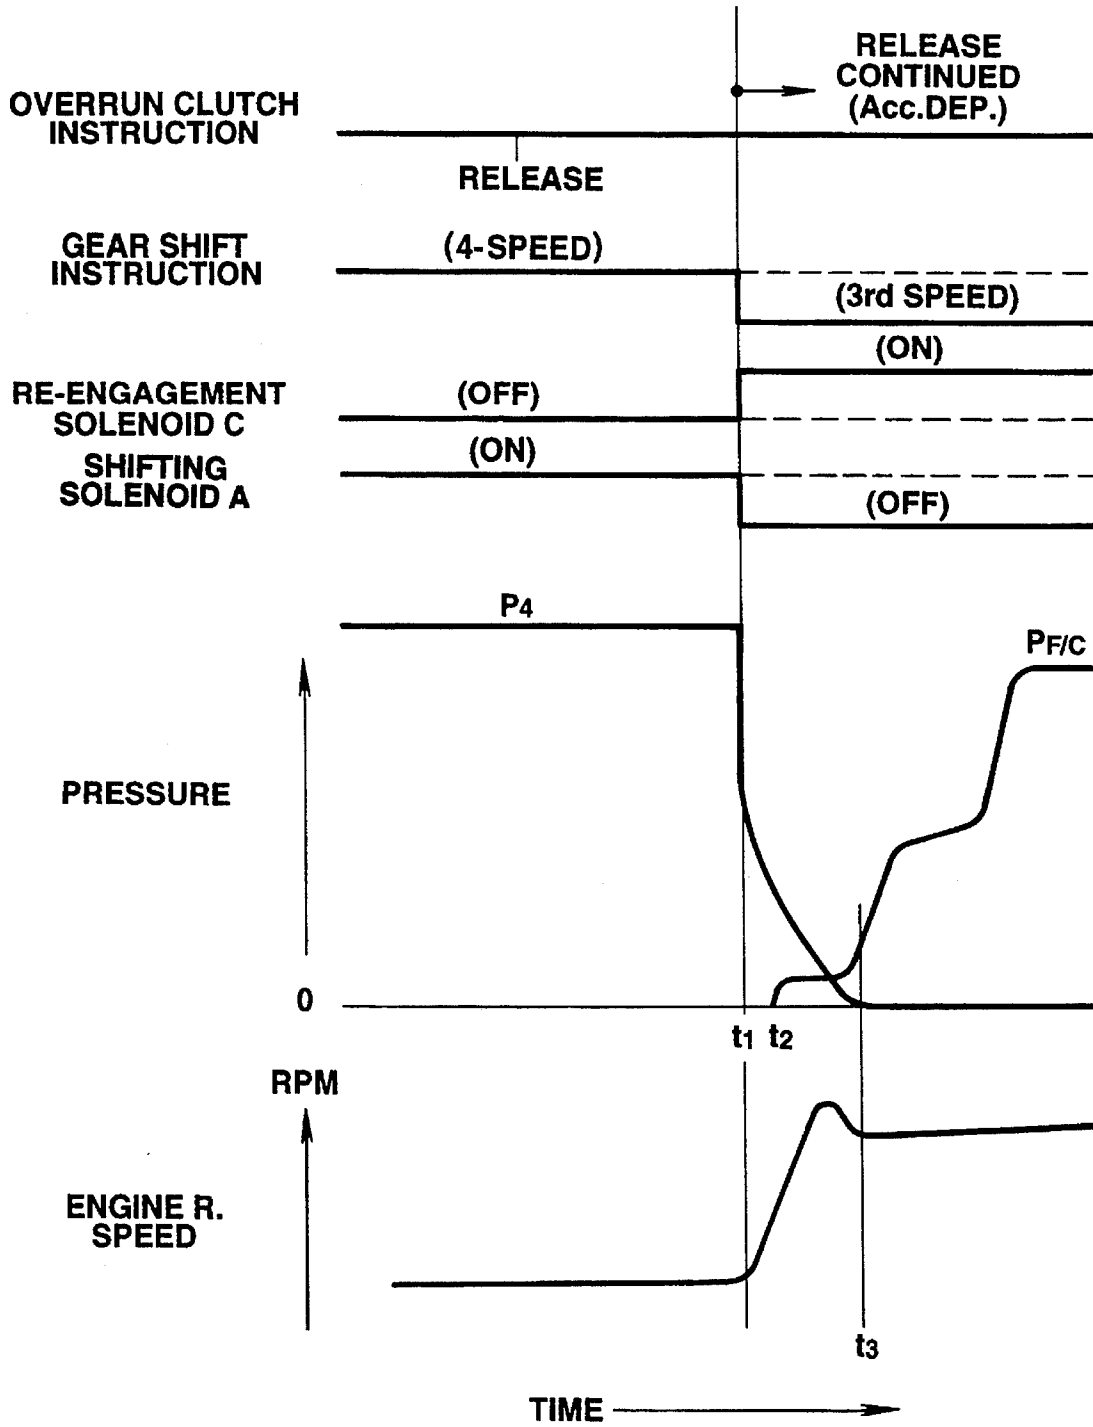 RELEASE
CONTINUED
(Acc.DEP.)
OVERRUN CLUTCH
INSTRUCTION
RELEASE
GEAR SHIFT
INSTRUCTION
(4-SPEED)
(3rd SPEED)
(ON)
RE-ENGAGEMENT
SOLENOID C
(OFF)
(ON)
SHIFTING
SOLENOID A
(OFF)
P4
PF/C
PRESSURE
0
t1 t2
RPM
ENGINE R.
SPEED
t3
TIME